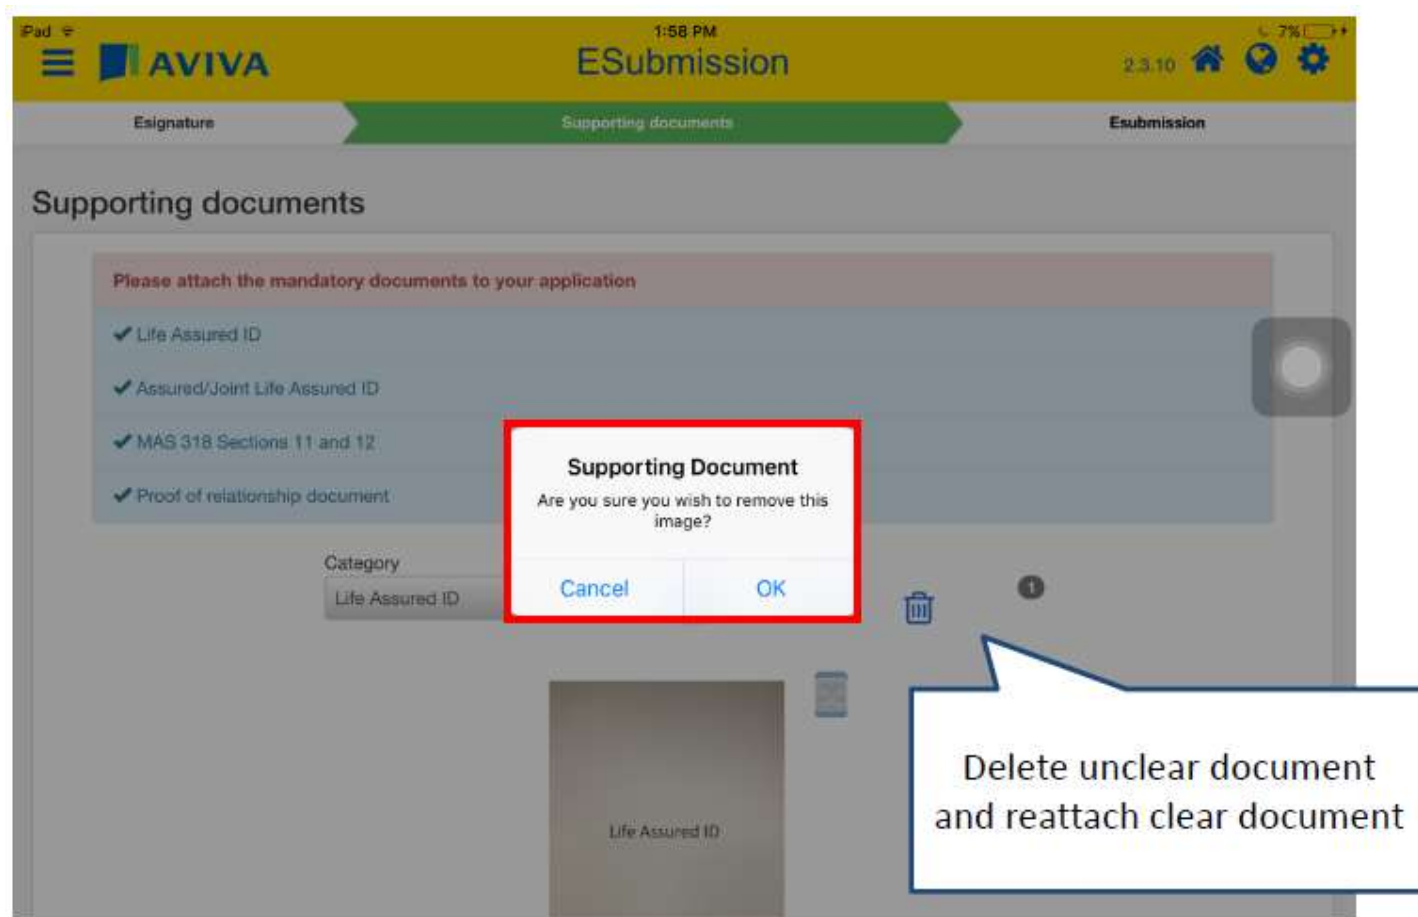 iPad 1:58 PM 7%
AVIVA ESubmission 2.3.10
Esignature Supporting documents Esubmission
Supporting documents
Please attach the mandatory documents to your application
Life Assured ID
Assured/Joint Life Assured ID
MAS 318 Sections 11 and 12
Proof of relationship document
Supporting Document
Are you sure you wish to remove this
image?
Cancel OK
Category
Life Assured ID
1
Life Assured ID
Delete unclear document
and reattach clear document